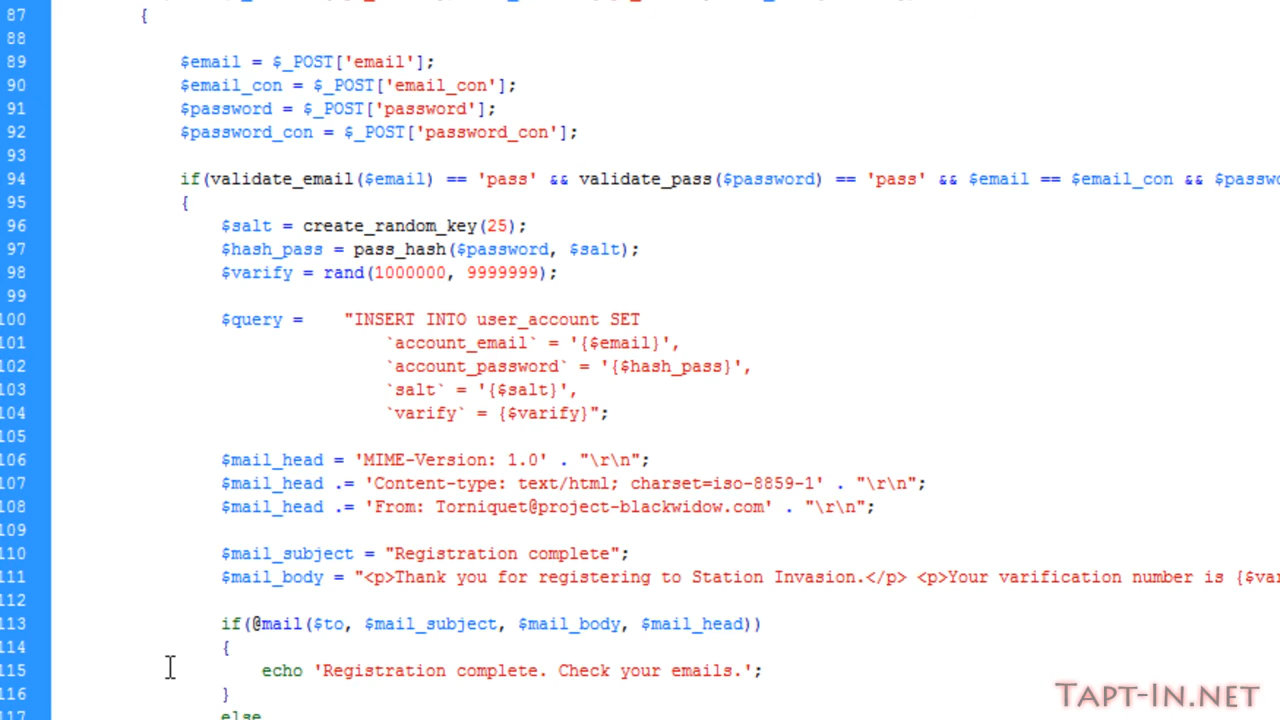 87 {
88
89 $email = $_POST['email'];
90 $email_con = $_POST['email_con'];
91 $password = $_POST['password'];
92 $password_con = $_POST['password_con'];
93
94 if(validate_email($email) == 'pass' && validate_pass($password) == 'pass' && $email == $email_con &&
95 {
96 $salt = create_random_key(25);
97 $hash_pass = pass_hash($password, $salt);
98 $varify = rand(1000000, 9999999);
99
100 $query = "INSERT INTO user_account SET
101 `account_email` = '{$email}',
102 `account_password` = '{$hash_pass}',
103 `salt` = '{$salt}',
104 `varify` = {$varify}";
105
106 $mail_head = 'MIME-Version: 1.0' . "\r\n";
107 $mail_head .= 'Content-type: text/html; charset=iso-8859-1' . "\r\n";
108 $mail_head .= 'From: Torniquet@project-blackwidow.com' . "\r\n";
109
110 $mail_subject = "Registration complete";
111 $mail_body = "<p>Thank you for registering to Station Invasion.</p> <p>Your varification number is
112
113 if(@mail($to, $mail_subject, $mail_body, $mail_head))
114 {
115 echo 'Registration complete. Check your emails.';
116 }
117 else
TAPT-IN.NET